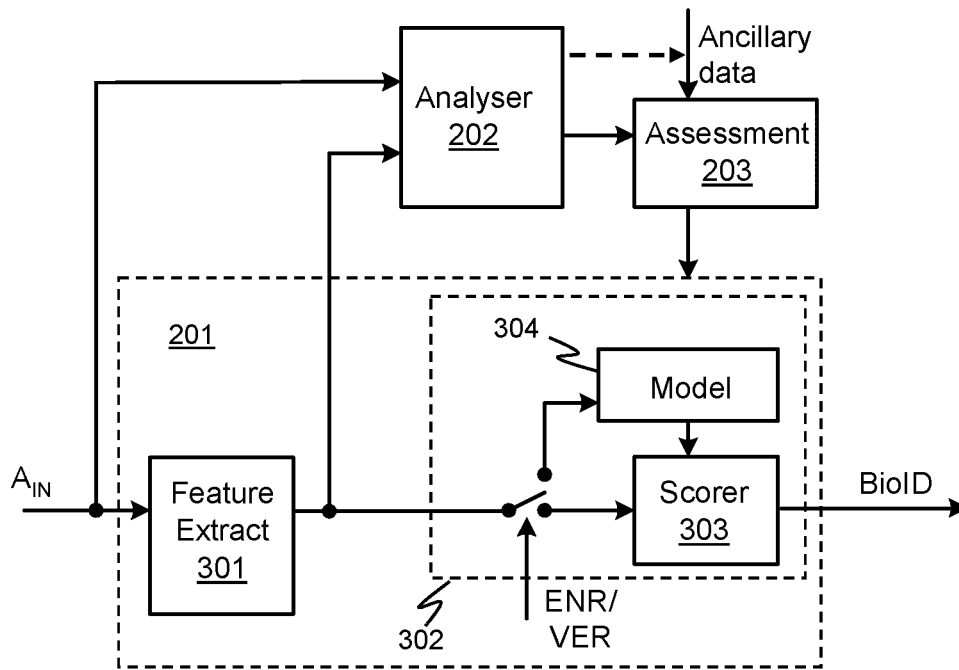 Ancillary
data
Analyser
202
Assessment
203
201
304
Model
A_IN
Feature
Extract
301
Scorer
303
BioID
ENR/
VER
302